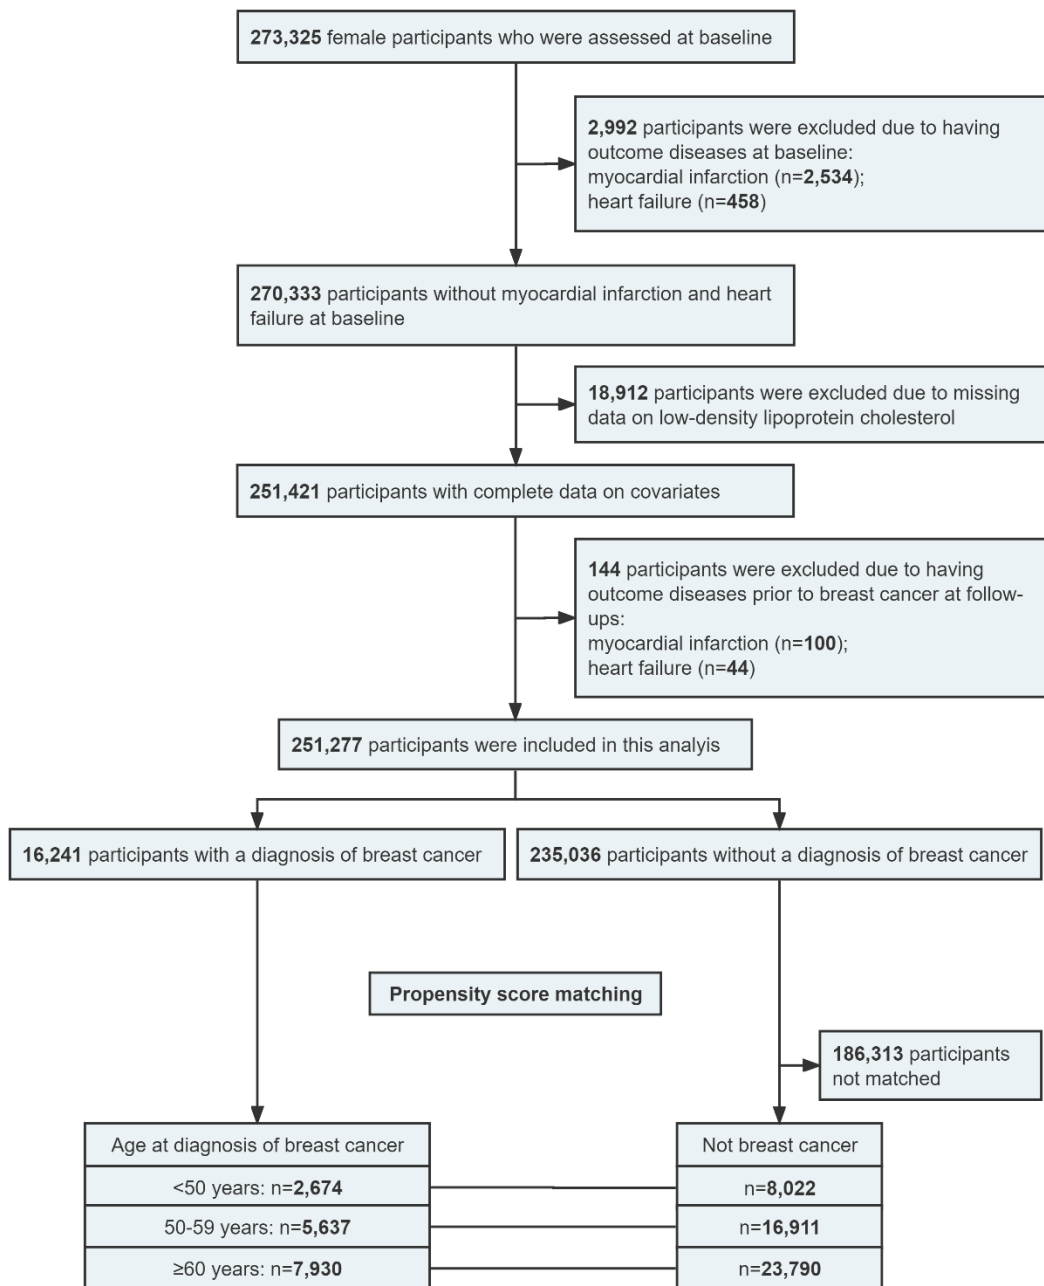 273,325 female participants who were assessed at baseline
2,992 participants were excluded due to having
outcome diseases at baseline:
myocardial infarction (n=2,534);
heart failure (n=458)
270,333 participants without myocardial infarction and heart
failure at baseline
18,912 participants were excluded due to missing
data on low-density lipoprotein cholesterol
251,421 participants with complete data on covariates
144 participants were excluded due to having
outcome diseases prior to breast cancer at follow-
ups:
myocardial infarction (n=100);
heart failure (n=44)
251,277 participants were included in this analyis
16,241 participants with a diagnosis of breast cancer
235,036 participants without a diagnosis of breast cancer
Propensity score matching
186,313 participants
not matched
Age at diagnosis of breast cancer
Not breast cancer
<50 years: n=2,674
n=8,022
50-59 years: n=5,637
n=16,911
≥60 years: n=7,930
n=23,790